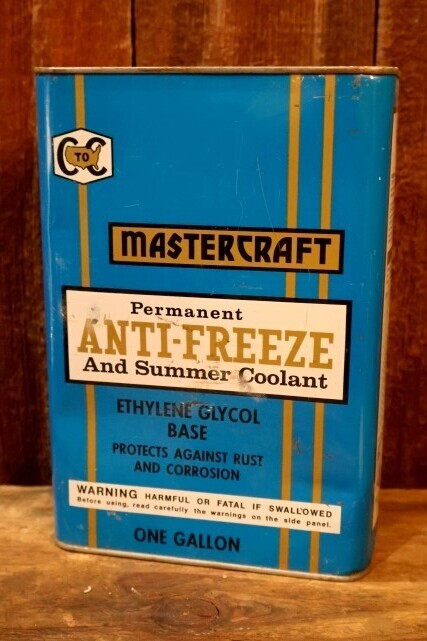 C TO C
MASTERCRAFT
Permanent
ANTI-FREEZE
And Summer Coolant
ETHYLENE GLYCOL
BASE
PROTECTS AGAINST RUST
AND CORROSION
WARNING HARMFUL OR FATAL IF SWALLOWED
Before using, read carefully the warnings on the side panel.
ONE GALLON